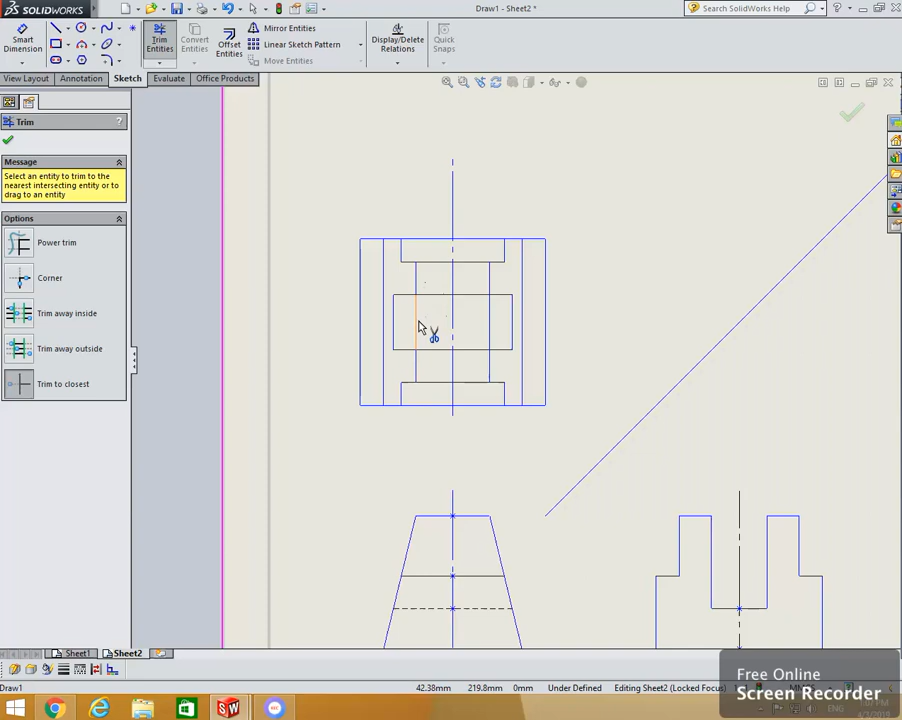 SOLIDWORKS
Draw1 - Sheet2 *
Search SolidWorks Help
Smart Dimension
Trim Entities
Convert Entities
Offset Entities
Mirror Entities
Linear Sketch Pattern
Move Entities
Display/Delete Relations
Quick Snaps
View Layout
Annotation
Sketch
Evaluate
Office Products
Trim
?
Message
Select an entity to trim to the
nearest intersecting entity or to
drag to an entity
Options
Power trim
Corner
Trim away inside
Trim away outside
Trim to closest
Sheet1
Sheet2
Draw1
42.38mm
219.8mm
0mm
Under Defined
Editing Sheet2 (Locked Focus)
Free Online
Screen Recorder
ENG
4/2/2018